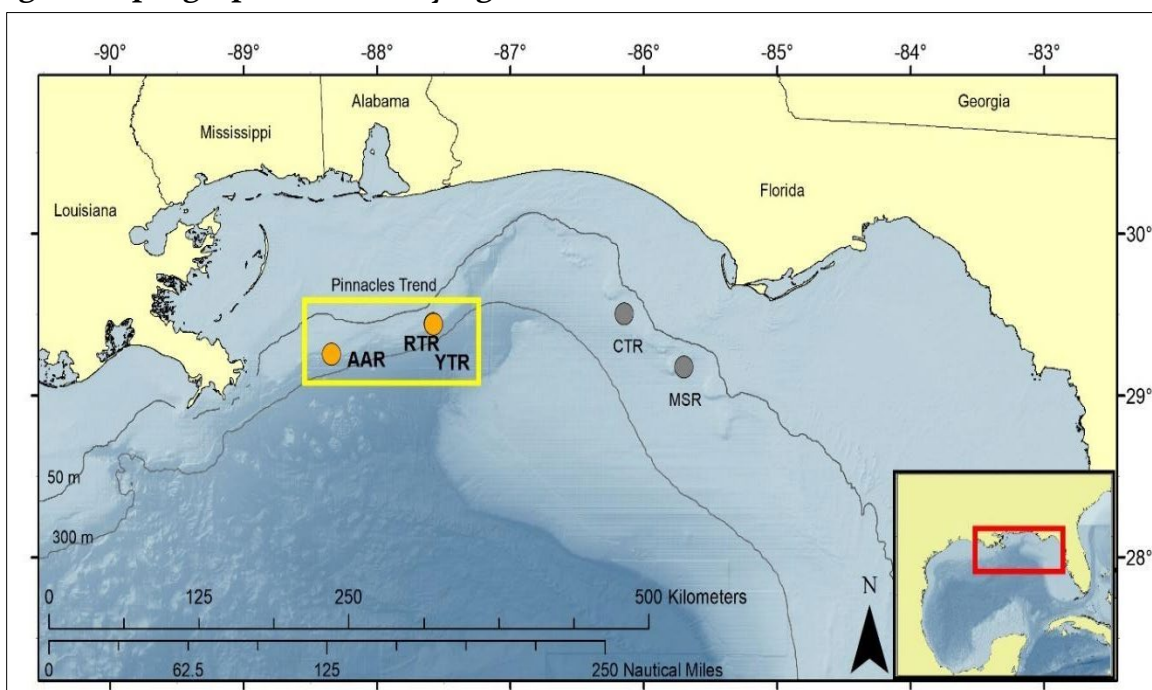 -90° -89° -88° -87° -86° -85° -84° -83°
Alabama
Georgia
Mississippi
Florida
Louisiana
30°
Pinnacles Trend
RTR
CTR
AAR
YTR
MSR
29°
50 m
300 m
28°
N
0 125 250 500 Kilometers
0 62.5 125 250 Nautical Miles